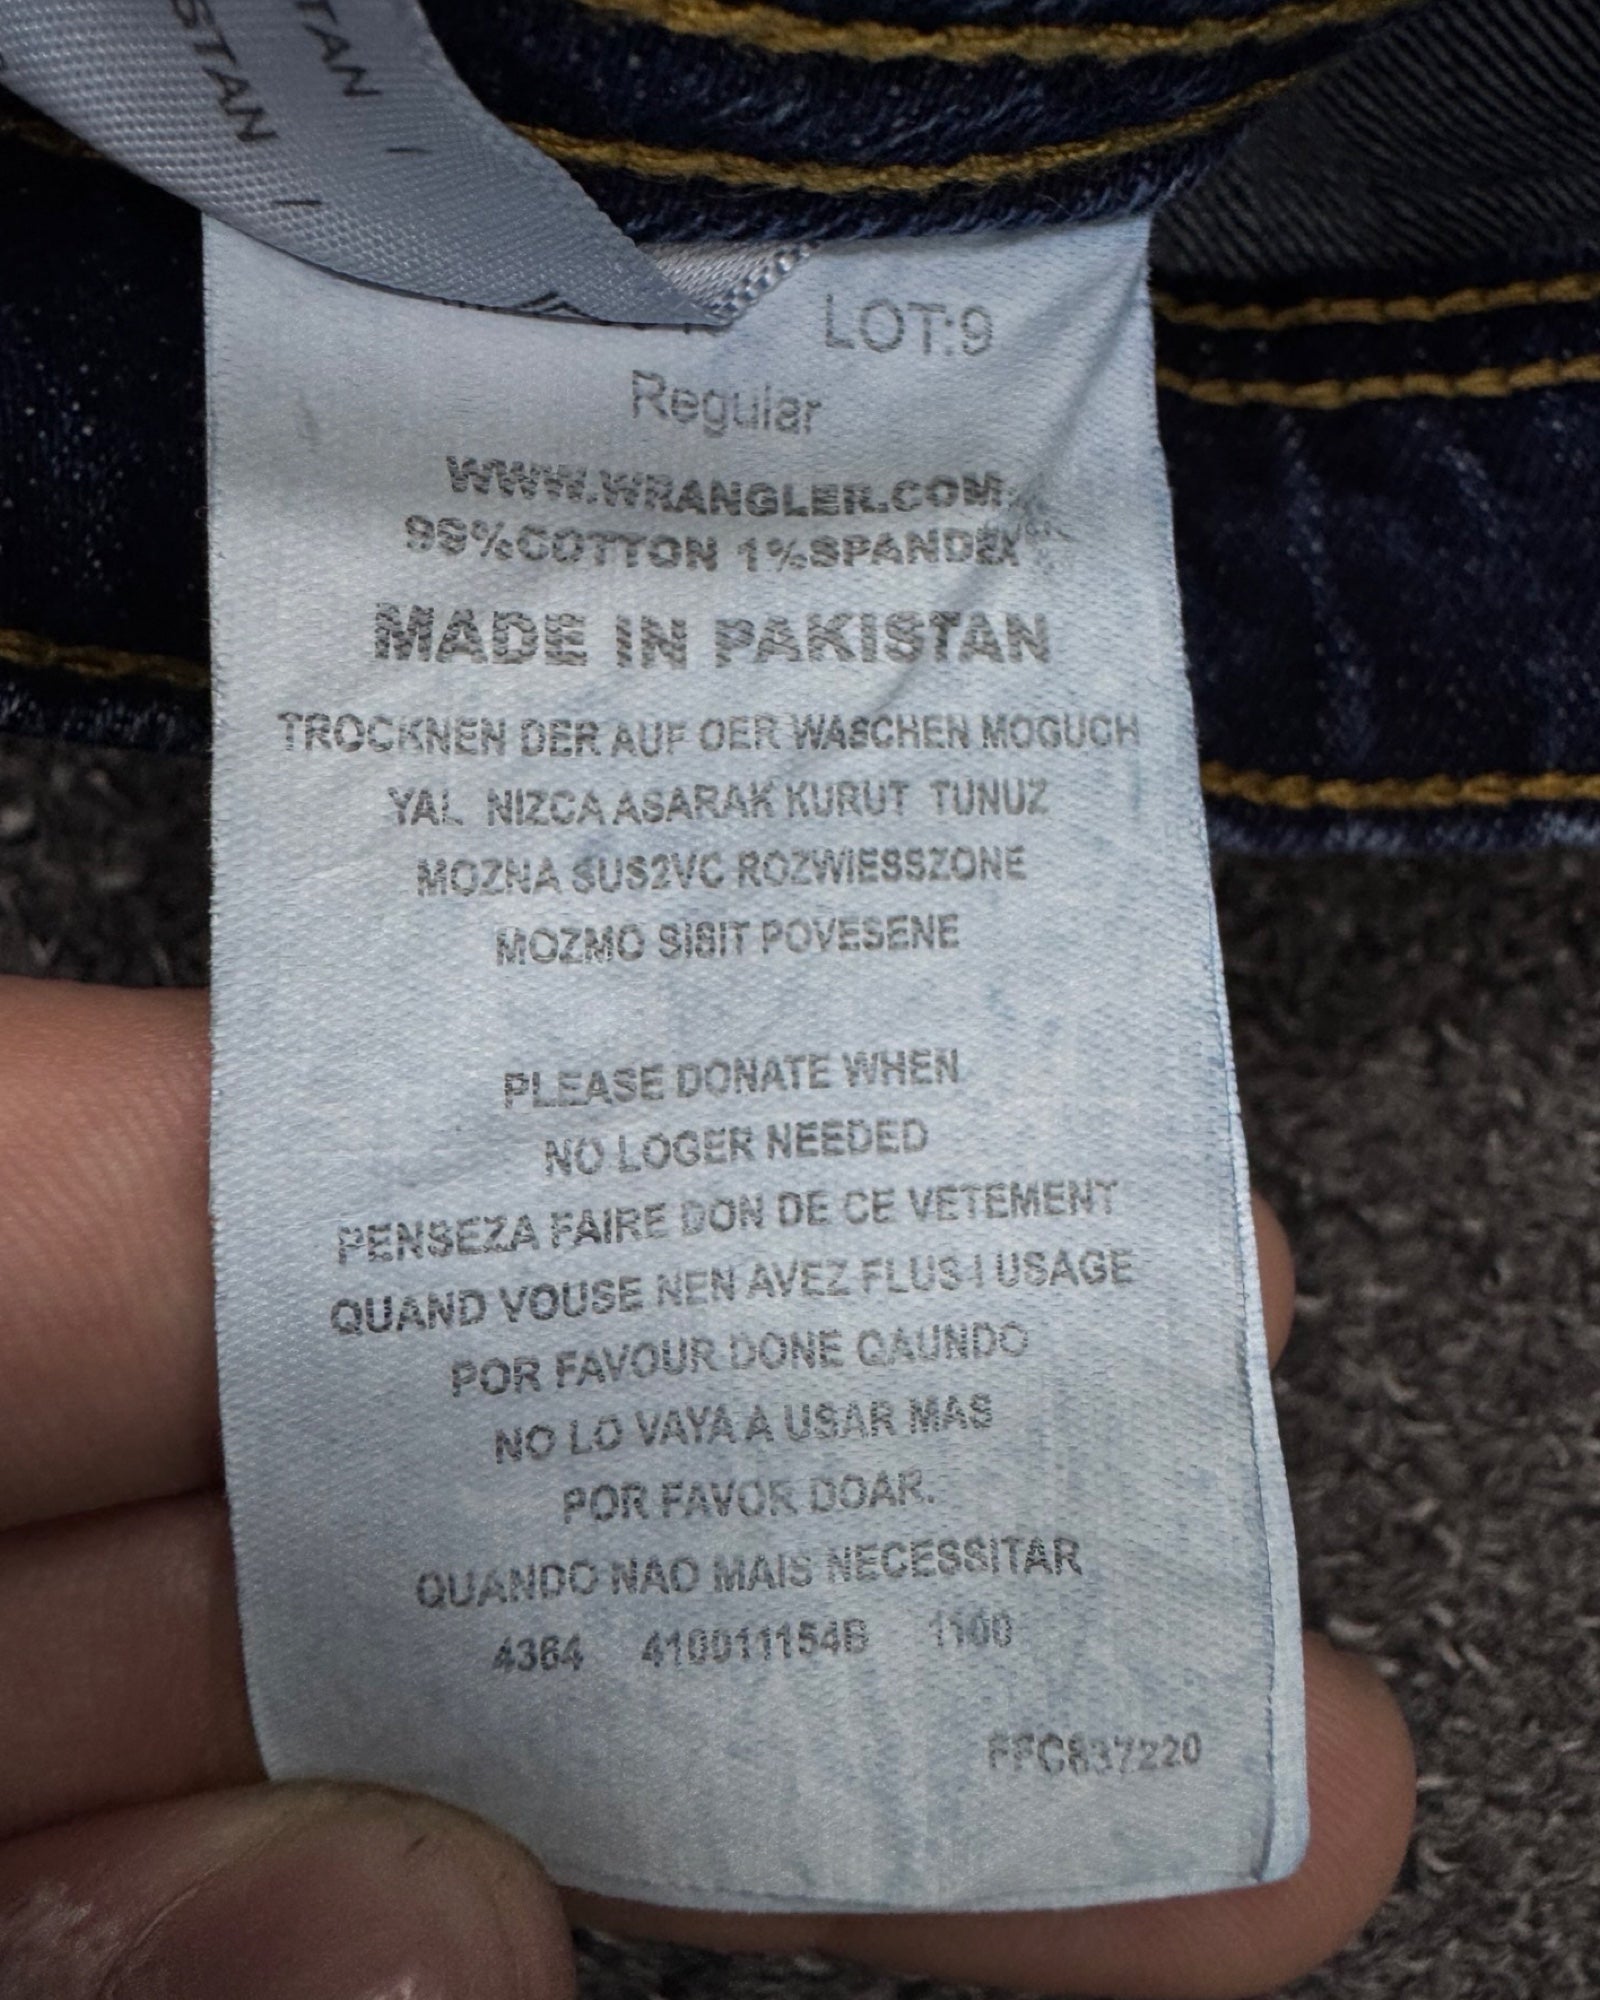 TAN /
STAN /
LOT:9
Regular
WWW.WRANGLER.COM
98%COTTON 1%SPANDEX
MADE IN PAKISTAN
TROCKNEN DER AUF OER WASCHEN MOGUCH
YAL NIZCA ASARAK KURUT TUNUZ
MOZNA SUS2VC ROZWIESSZONE
MOZMO SISIT POVESENE
PLEASE DONATE WHEN
NO LOGER NEEDED
PENSEZA FAIRE DON DE CE VETEMENT
QUAND VOUSE NEN AVEZ FLUS I USAGE
POR FAVOUR DONE QAUNDO
NO LO VAYA A USAR MAS
POR FAVOR DOAR.
QUANDO NAO MAIS NECESSITAR
4364 410011154B 1100
FFC837220